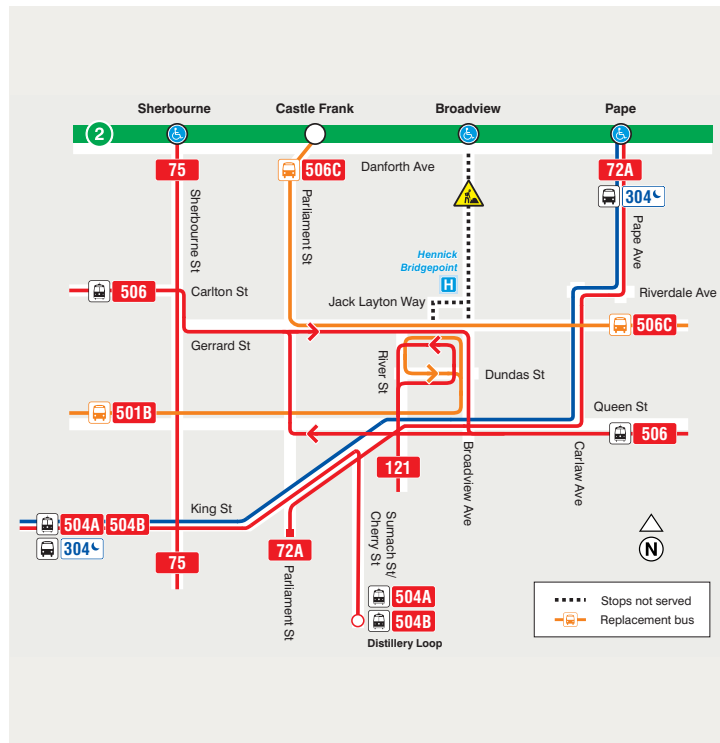 Sherbourne
Castle Frank
Broadview
Pape
2
75
506C
Danforth Ave
72A
304
Sherbourne St
Parliament St
Pape Ave
Hennick
Bridgepoint
H
506
Carlton St
Jack Layton Way
Riverdale Ave
506C
Gerrard St
River St
Dundas St
501B
Queen St
506
121
Broadview Ave
Carlaw Ave
King St
504A 504B
304
75
72A
Parliament St
Sumach St/
Cherry St
N
504A
504B
Distillery Loop
Stops not served
Replacement bus